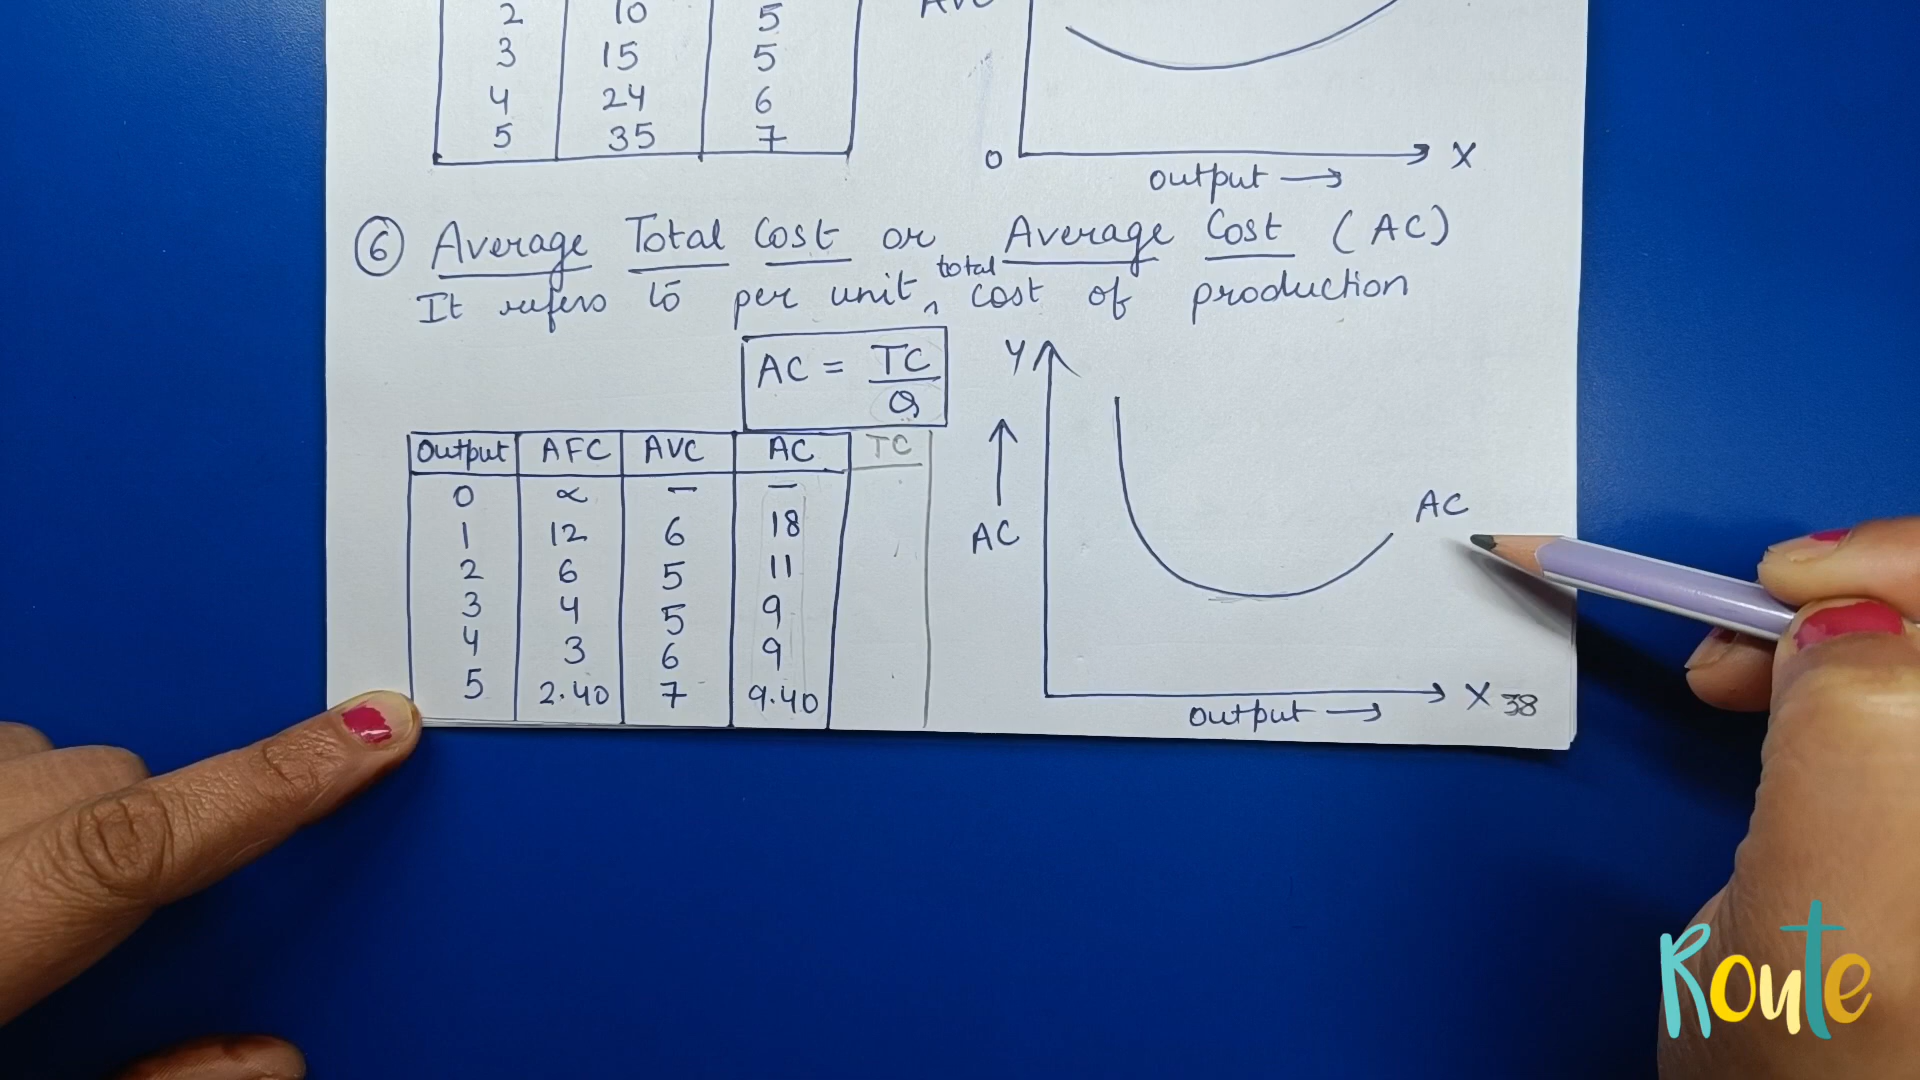 2 10 5
3 15 5
4 24 6
5 35 7
0 X
output →
6 Average Total Cost or Average Cost (AC)
It refers to per unit total cost of production
AC = TC/Q
Output AFC AVC AC TC
0 ∝ – –
1 12 6 18
2 6 5 11
3 4 5 9
4 3 6 9
5 2.40 7 9.40
Y
AC
AC
X 38
output →
Route